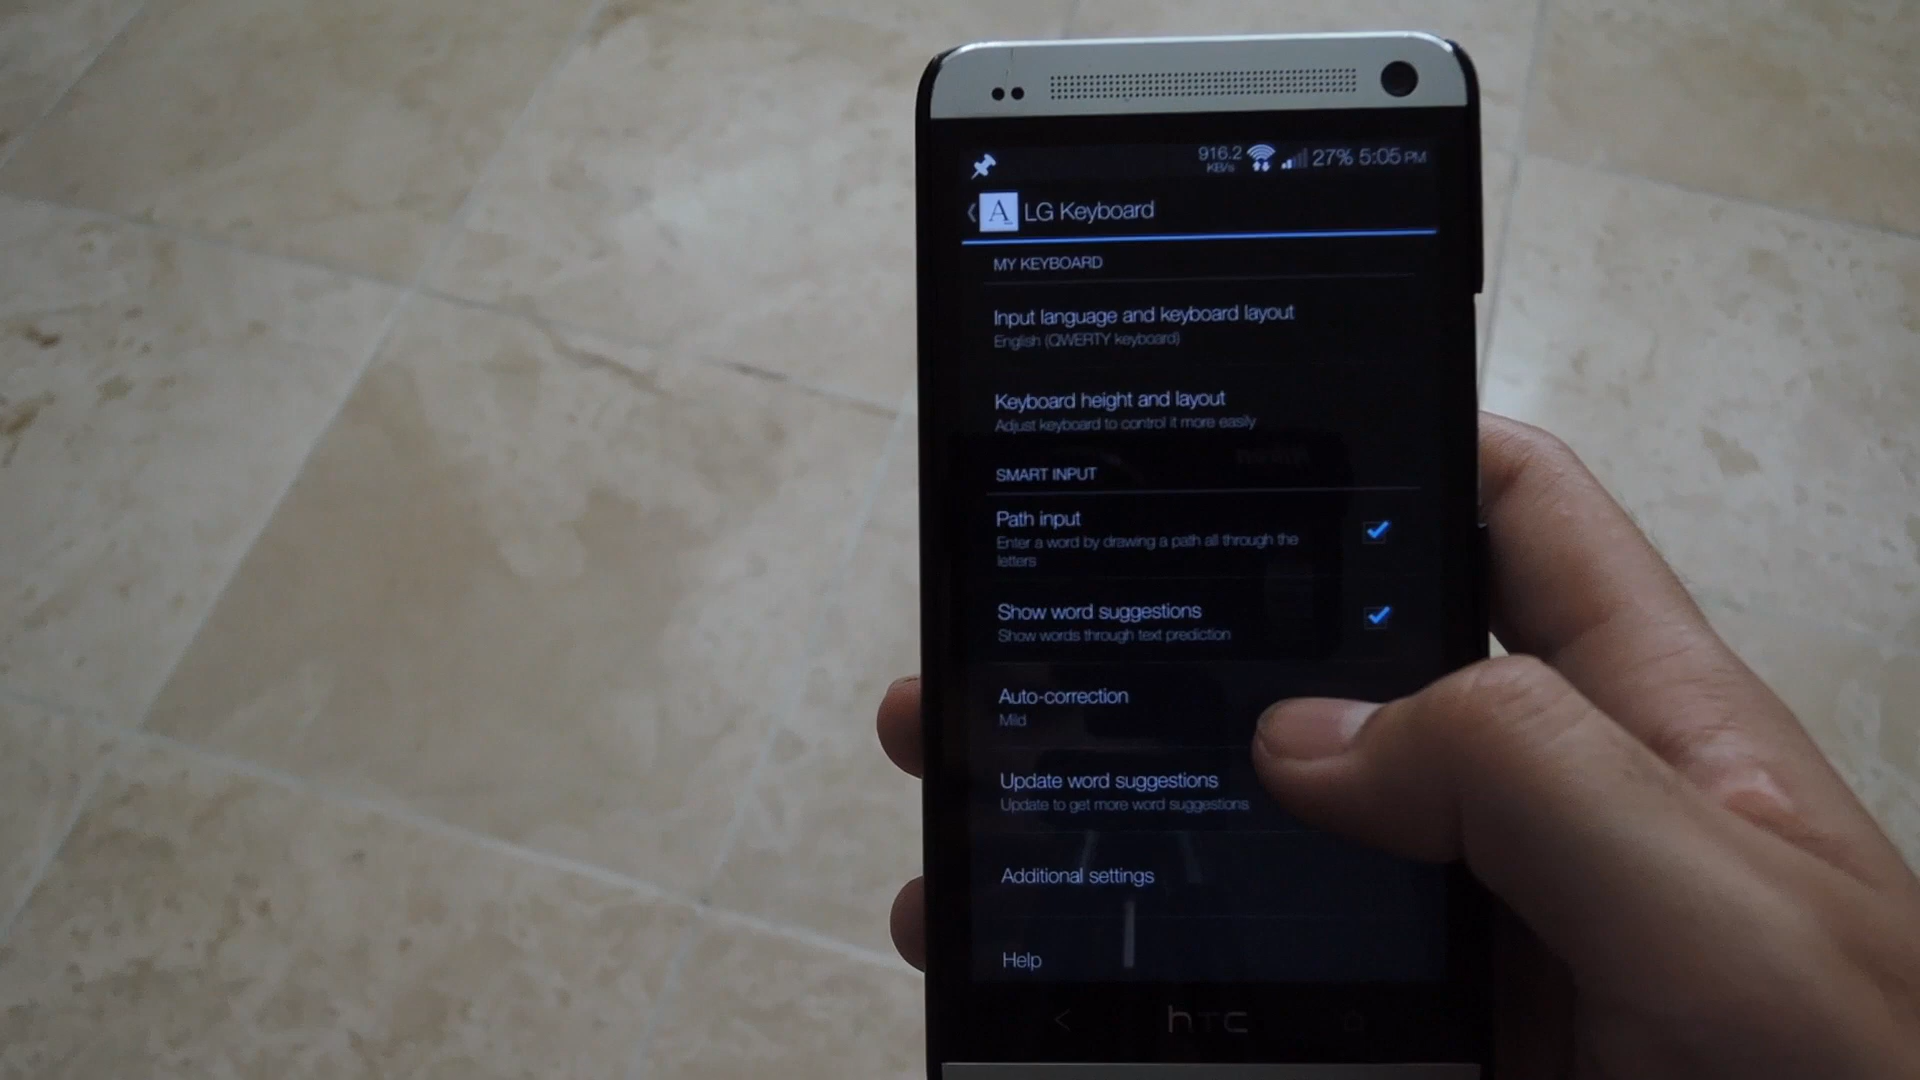 916.2 KB/s 27% 5:05 PM
A LG Keyboard
MY KEYBOARD
Input language and keyboard layout
English (QWERTY keyboard)
Keyboard height and layout
Adjust keyboard to control it more easily
SMART INPUT
Path input
Enter a word by drawing a path all through the
letters
Show word suggestions
Show words through text prediction
Auto-correction
Mild
Update word suggestions
Update to get more word suggestions
Additional settings
Help
hTC